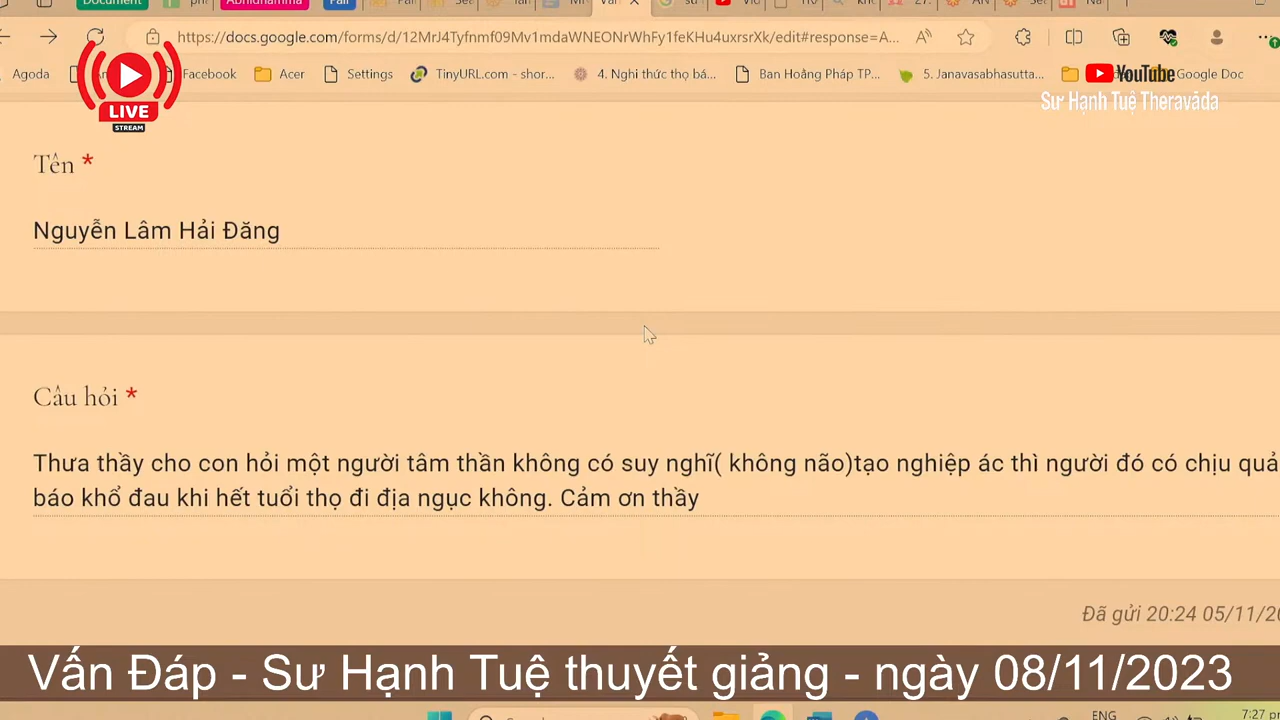 Document
Abhidhamma
Pali
https://docs.google.com/forms/d/12MrJ4Tyfnmf09Mv1mdaWNEONrWhFy1feKHu4uxrsrXk/edit#response=A...
Agoda
Facebook
Acer
Settings
TinyURL.com - shor...
4. Nghi thức thọ bá...
Ban Hoằng Pháp TP...
5. Janavasabhasutta...
Google Doc
LIVE
STREAM
YouTube
Sư Hạnh Tuệ Theravāda
Tên *
Nguyễn Lâm Hải Đăng
Câu hỏi *
Thưa thầy cho con hỏi một người tâm thần không có suy nghĩ( không não)tạo nghiệp ác thì người đó có chịu quả
báo khổ đau khi hết tuổi thọ đi địa ngục không. Cảm ơn thầy
Đã gửi 20:24 05/11/20
Vấn Đáp - Sư Hạnh Tuệ thuyết giảng - ngày 08/11/2023
ENG
7:27 pm